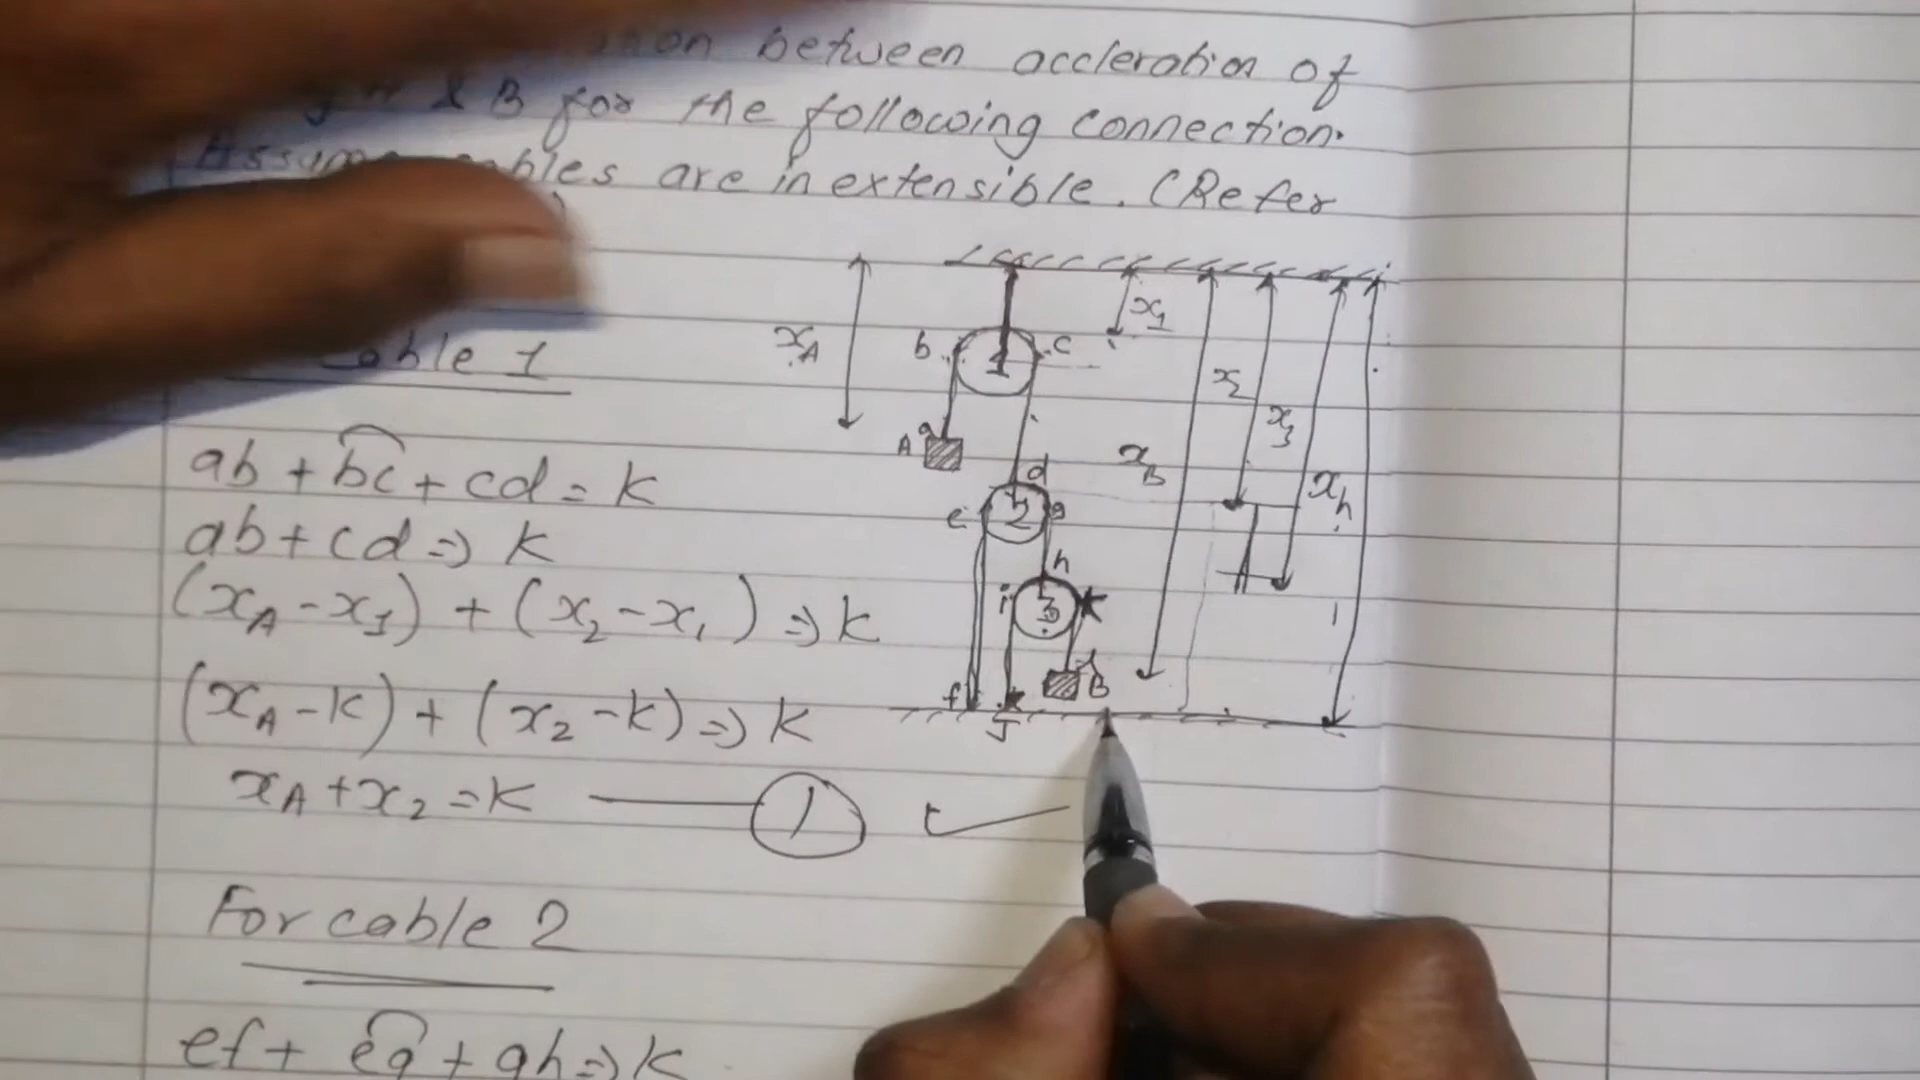 between accleration of
& B for the following connection.
cables are inextensible. (Refer
cable 1
ab + bc + cd = K
ab + cd => K
(xA - x1) + (x2 - x1) => K
(xA - K) + (x2 - K) => K
xA + x2 = K
1
For cable 2
ef + eg + gh => K
xA
b
1
c
x1
a
A
d
e
2
g
h
i
3
k
f
J
B
xB
x2
x3
xh